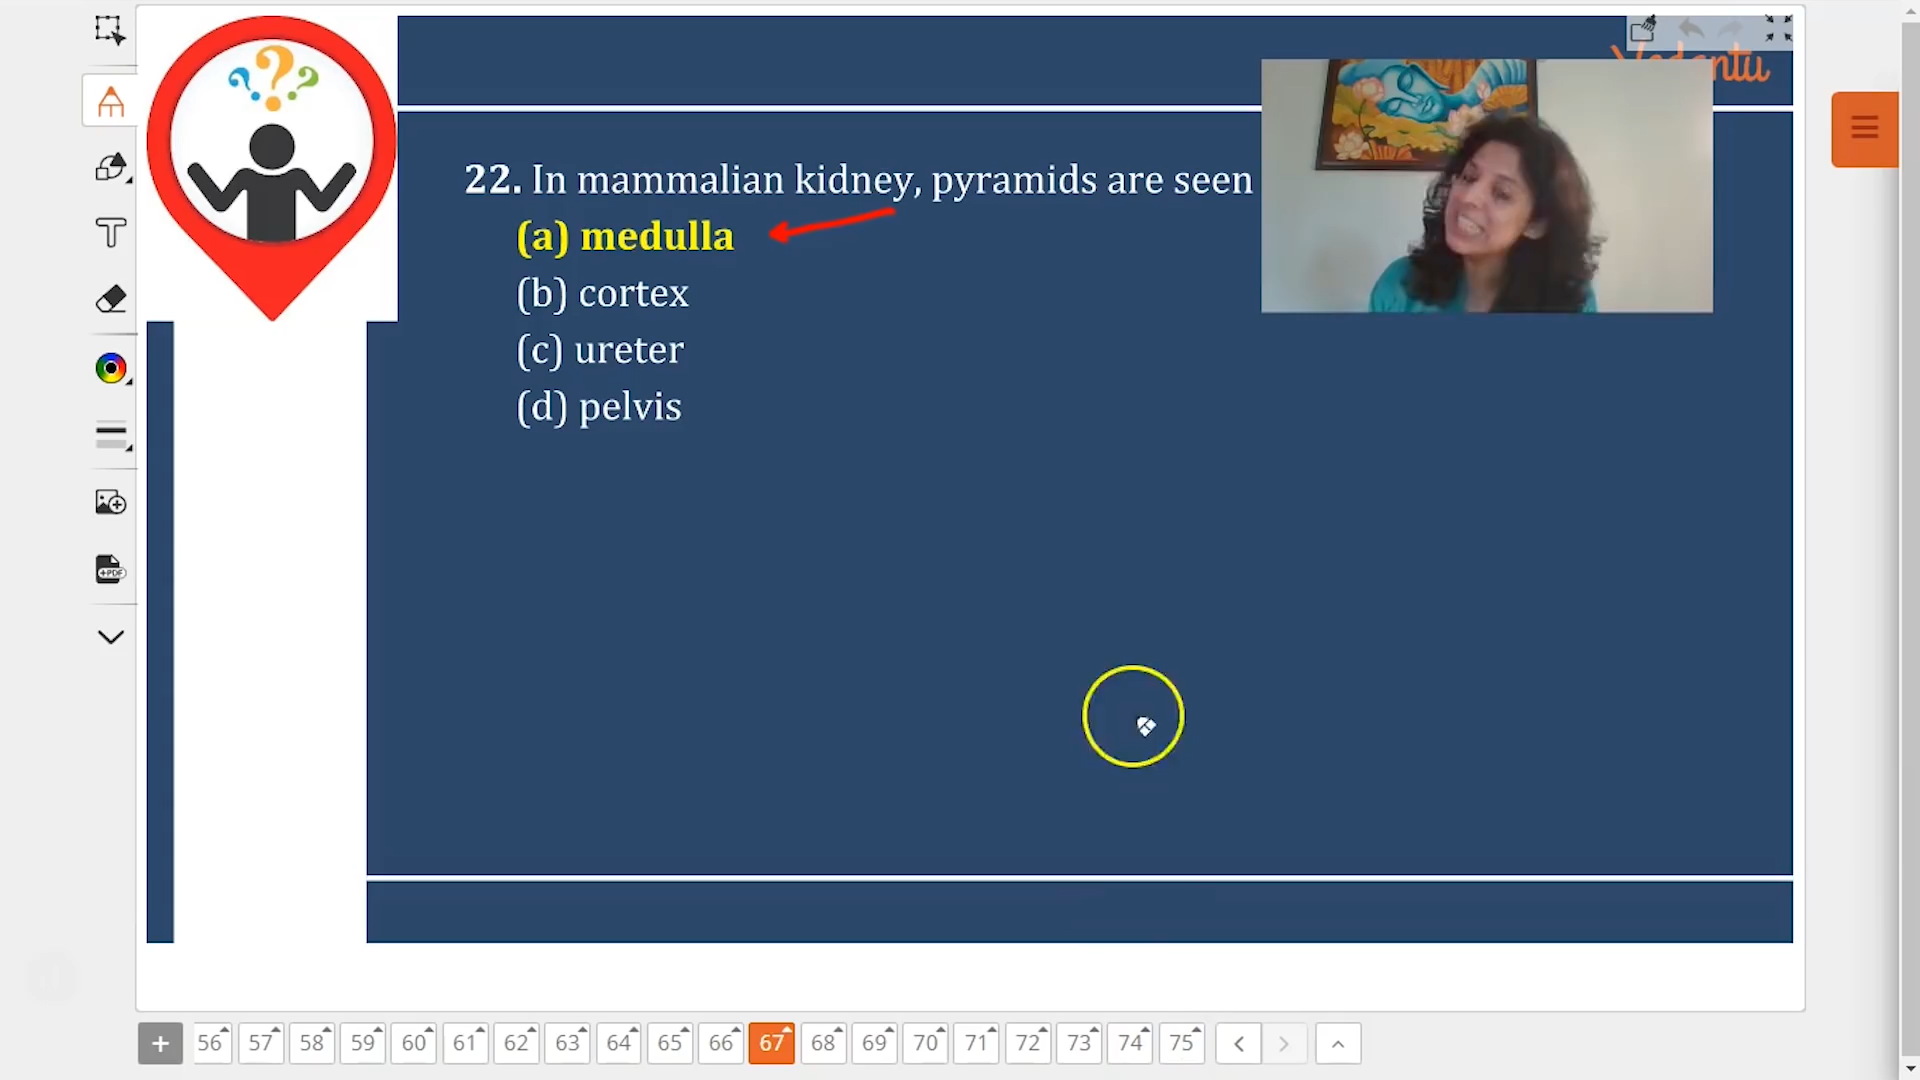 22. In mammalian kidney, pyramids are seen
(a) medulla
(b) cortex
(c) ureter
(d) pelvis
+PDF
+ 56 57 58 59 60 61 62 63 64 65 66 67 68 69 70 71 72 73 74 75